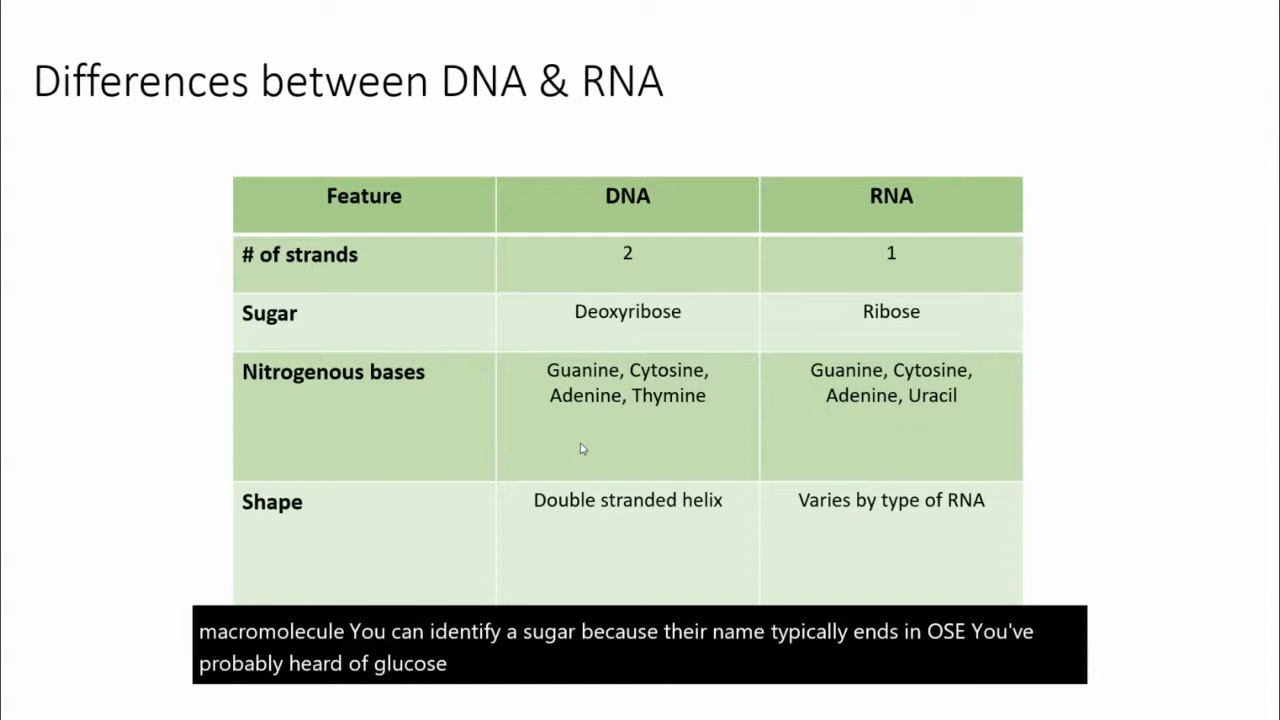 Differences between DNA & RNA
Feature DNA RNA
# of strands 2 1
Sugar Deoxyribose Ribose
Nitrogenous bases Guanine, Cytosine, Guanine, Cytosine,
Adenine, Thymine Adenine, Uracil
Shape Double stranded helix Varies by type of RNA
macromolecule You can identify a sugar because their name typically ends in OSE You've
probably heard of glucose